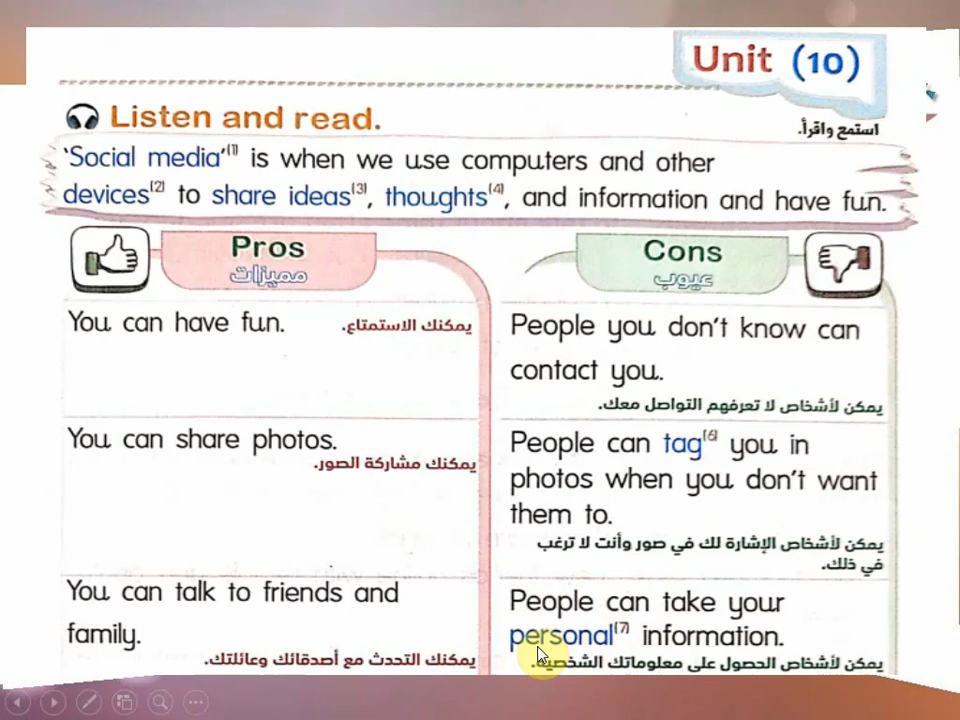 Unit (10)
Listen and read.
استمع واقرأ.
'Social media'[1] is when we use computers and other
devices[2] to share ideas[3], thoughts[4], and information and have fun.
Pros
مميزات
You can have fun.
يمكنك الاستمتاع.
You can share photos.
يمكنك مشاركة الصور.
You can talk to friends and
family.
يمكنك التحدث مع أصدقائك وعائلتك.
Cons
عيوب
People you don't know can
contact you.
يمكن لأشخاص لا تعرفهم التواصل معك.
People can tag[6] you in
photos when you don't want
them to.
يمكن لأشخاص الإشارة لك في صور وأنت لا ترغب
في ذلك.
People can take your
personal[7] information.
يمكن لأشخاص الحصول على معلوماتك الشخصية.